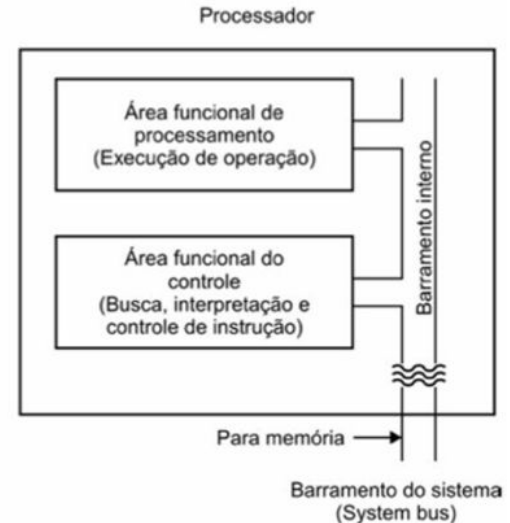 Processador
Área funcional de
processamento
(Execução de operação)
Barramento interno
Área funcional do
controle
(Busca, interpretação e
controle de instrução)
Para memória
Barramento do sistema
(System bus)